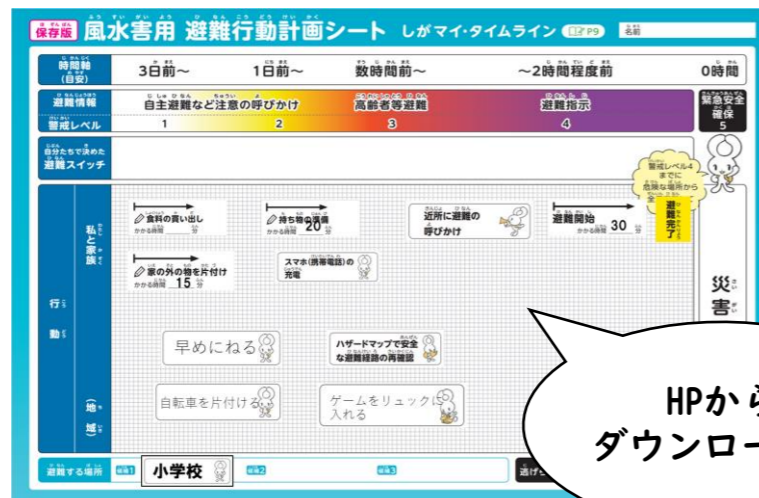 保存版 風水害用 避難行動計画シート しがマイ・タイムライン P9 名前
時間軸(目安) 3日前～ 1日前～ 数時間前～ ～2時間程度前 0時間
避難情報 自主避難など注意の呼びかけ 高齢者等避難 避難指示 緊急安全確保
警戒レベル 1 2 3 4 5
自分たちで決めた
避難スイッチ
警戒レベル4
までに
危険な場所から
全
避難完了
行動
私と家族
食料の買い出し
かかる時間 分
持ち物の準備
かかる時間 20 分
近所に避難の
呼びかけ
避難開始
かかる時間 30 分
家の外の物を片付け
かかる時間 15 分
スマホ(携帯電話)の
充電
災害
早めにねる
ハザードマップで安全
な避難経路の再確認
(地域)
自転車を片付ける
ゲームをリュックに
入れる
HPから
ダウンロー
避難する場所 候補1 小学校 候補2 候補3